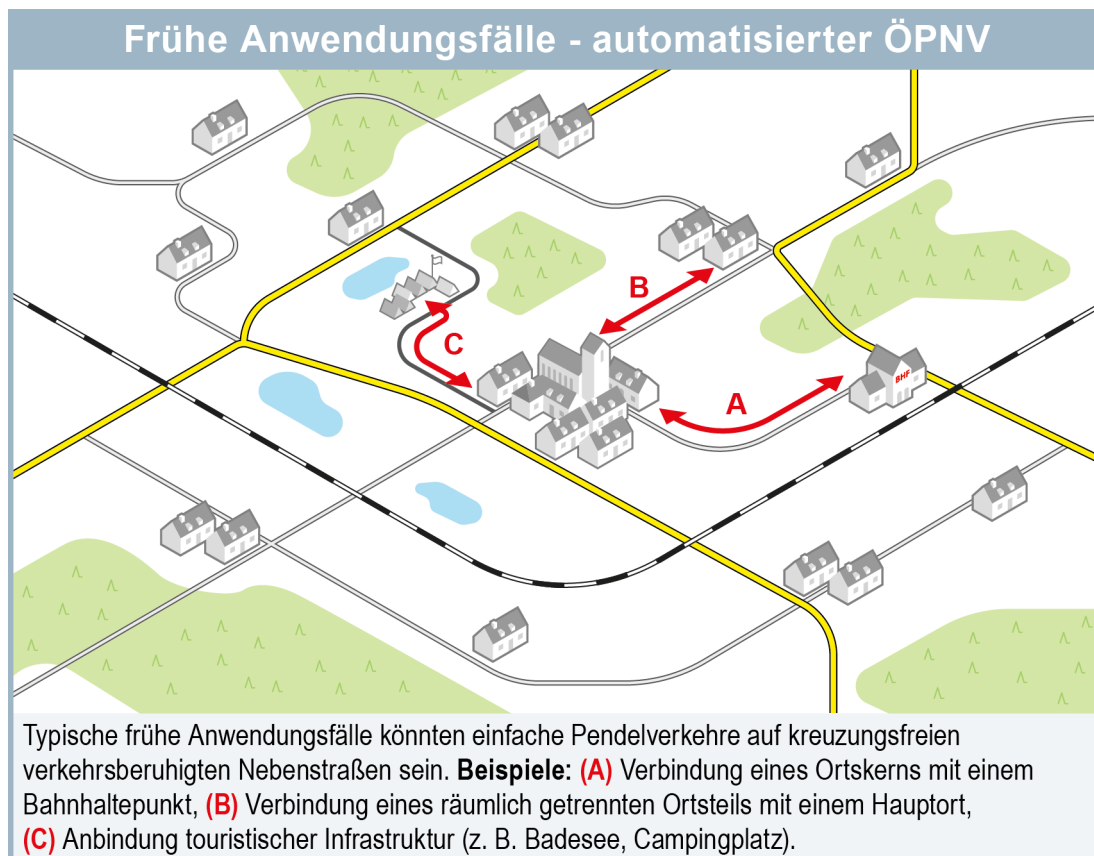 Frühe Anwendungsfälle - automatisierter ÖPNV
B
C
BHF
A
Typische frühe Anwendungsfälle könnten einfache Pendelverkehre auf kreuzungsfreien
verkehrsberuhigten Nebenstraßen sein. Beispiele: (A) Verbindung eines Ortskerns mit einem
Bahnhaltepunkt, (B) Verbindung eines räumlich getrennten Ortsteils mit einem Hauptort,
(C) Anbindung touristischer Infrastruktur (z. B. Badesee, Campingplatz).